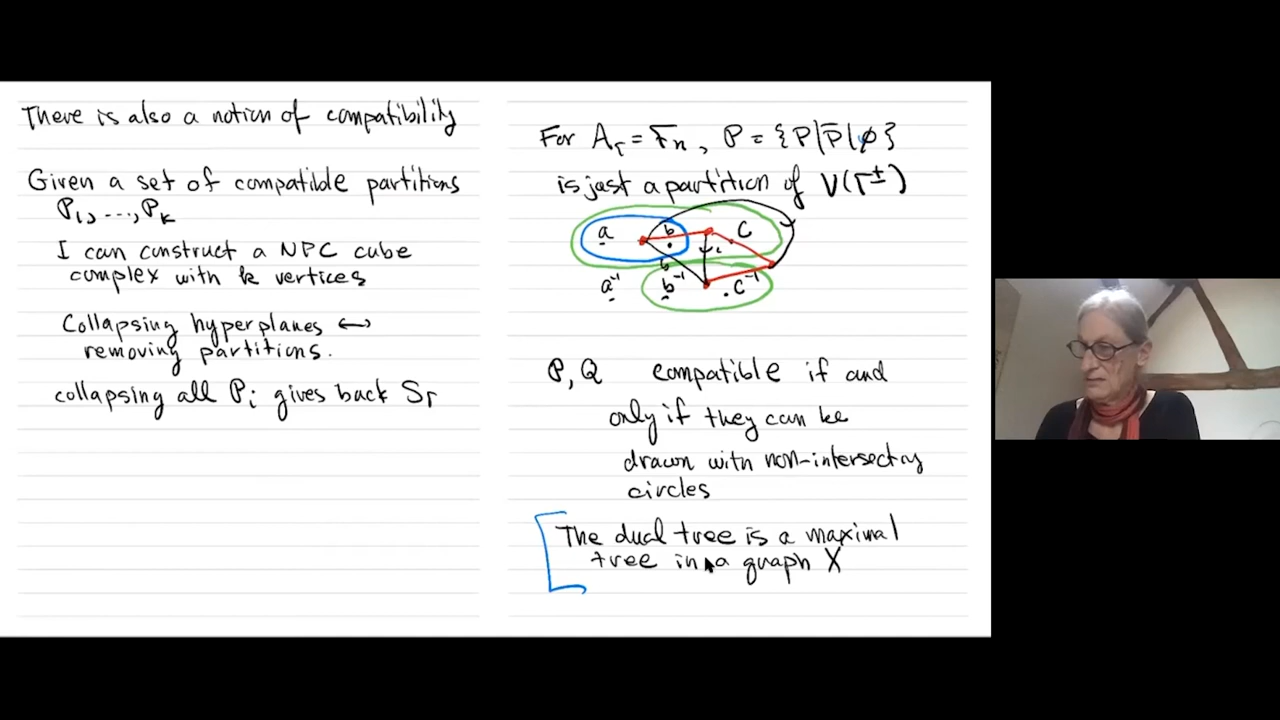 There is also a notion of compatibility
Given a set of compatible partitions
P₁, ..., Pₖ
I can construct a NPC cube
complex with k vertices
Collapsing hyperplanes ↔
removing partitions.
collapsing all Pᵢ gives back S_Γ
For A_Γ = Fₙ, P = {P|P̄|φ}
is just a partition of V(Γ^±)
a b c
a⁻¹ b⁻¹ c⁻¹
P, Q compatible if and
only if they can be
drawn with non-intersecting
circles
The dual tree is a maximal
tree in a graph X